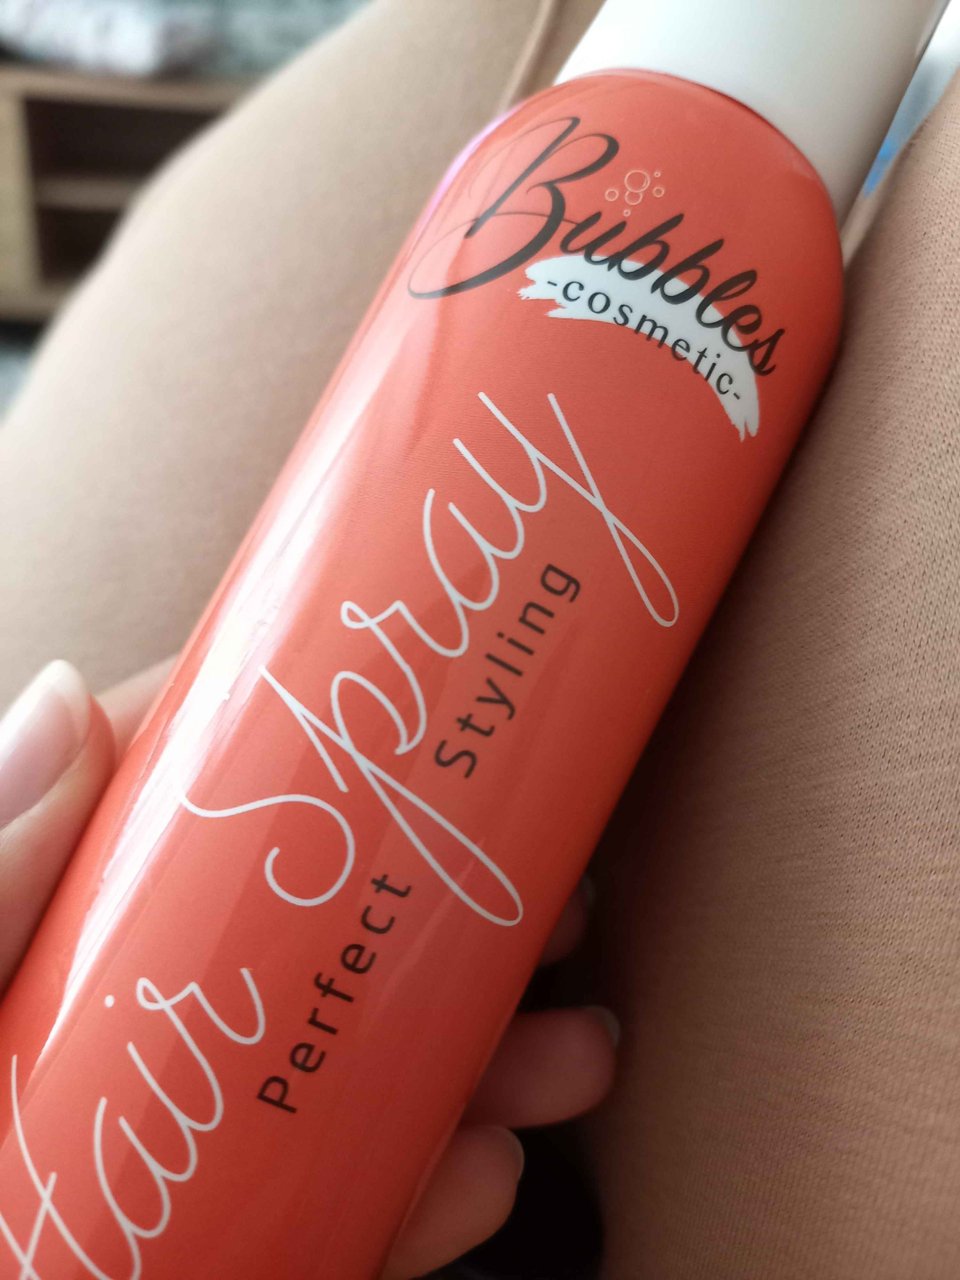 Bubbles
-cosmetic-
Hair Spray
Perfect Styling